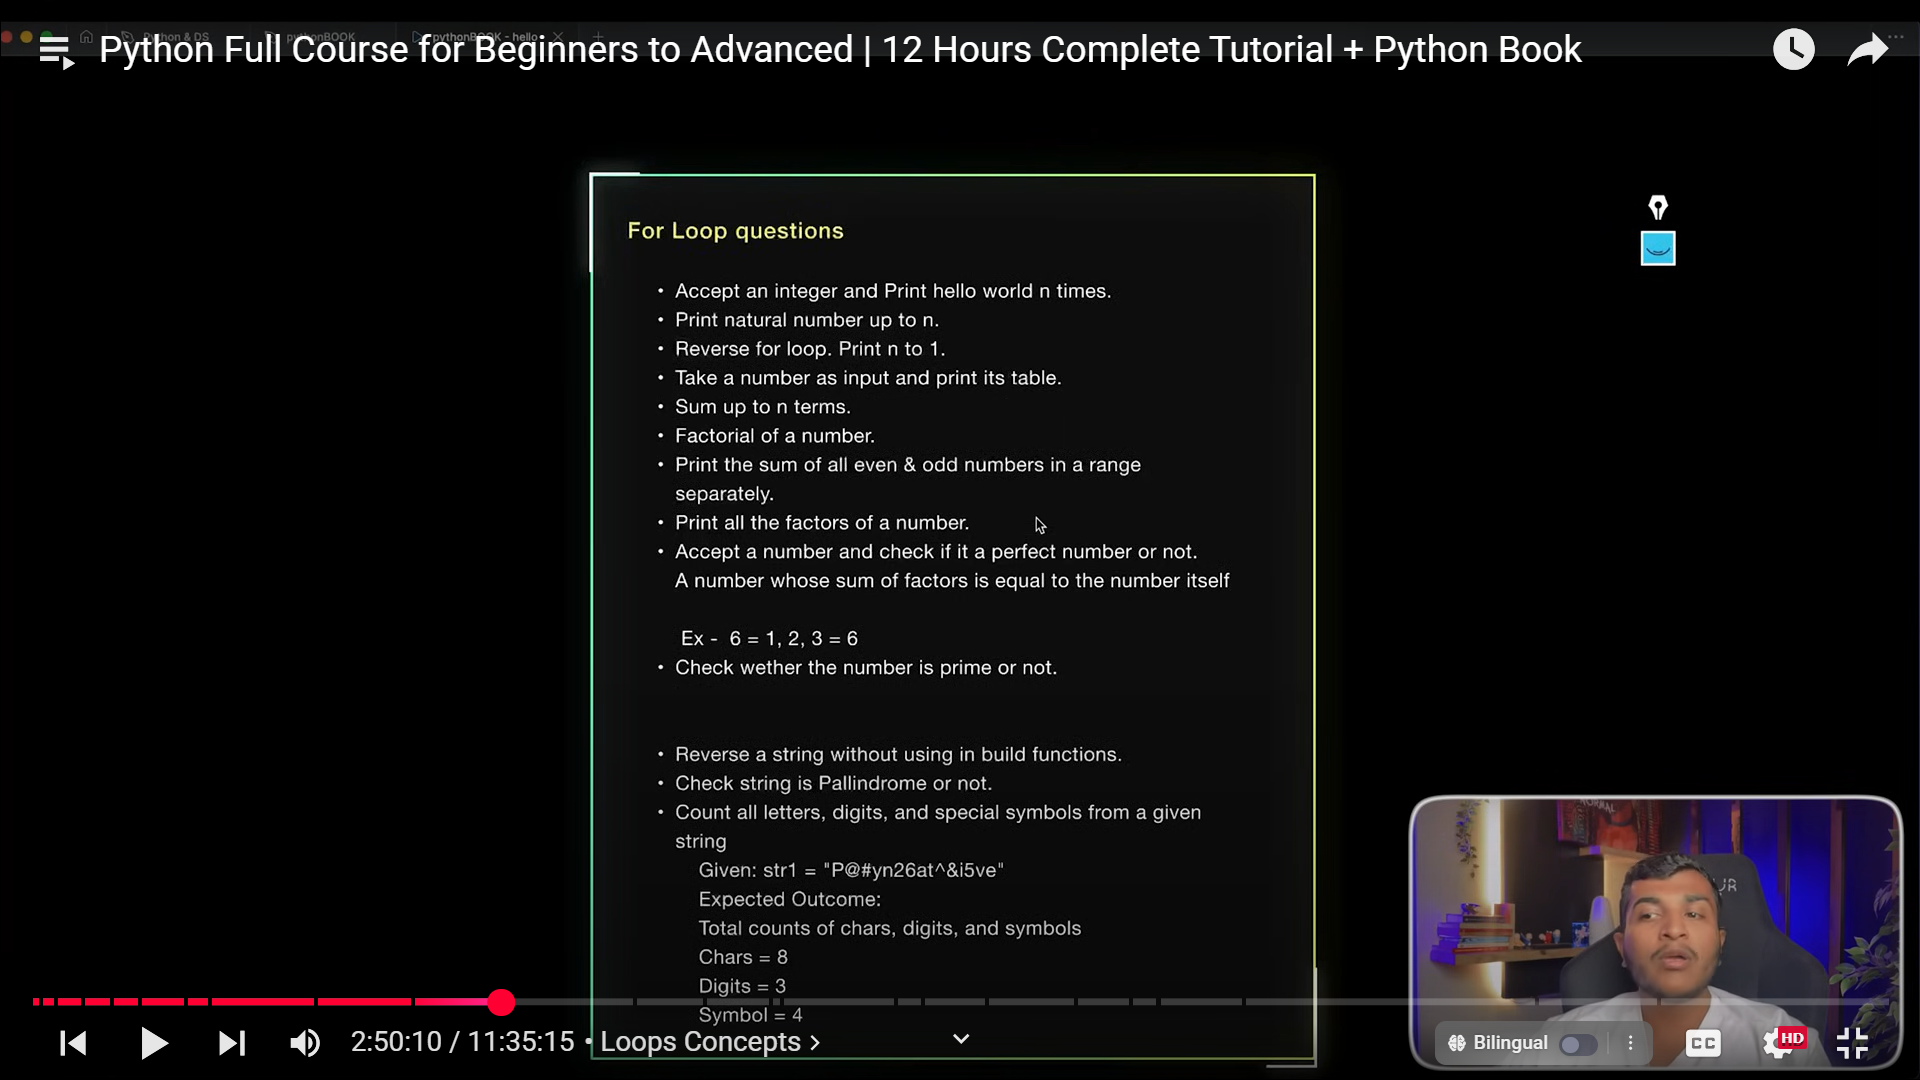 Python & DS pythonBOOK pythonBOOK - hello
Python Full Course for Beginners to Advanced | 12 Hours Complete Tutorial + Python Book
For Loop questions
• Accept an integer and Print hello world n times.
• Print natural number up to n.
• Reverse for loop. Print n to 1.
• Take a number as input and print its table.
• Sum up to n terms.
• Factorial of a number.
• Print the sum of all even & odd numbers in a range
separately.
• Print all the factors of a number.
• Accept a number and check if it a perfect number or not.
A number whose sum of factors is equal to the number itself
Ex - 6 = 1, 2, 3 = 6
• Check wether the number is prime or not.
• Reverse a string without using in build functions.
• Check string is Pallindrome or not.
• Count all letters, digits, and special symbols from a given
string
Given: str1 = "P@#yn26at^&i5ve"
Expected Outcome:
Total counts of chars, digits, and symbols
Chars = 8
Digits = 3
Symbol = 4
2:50:10 / 11:35:15 • Loops Concepts >
Bilingual
CC
HD